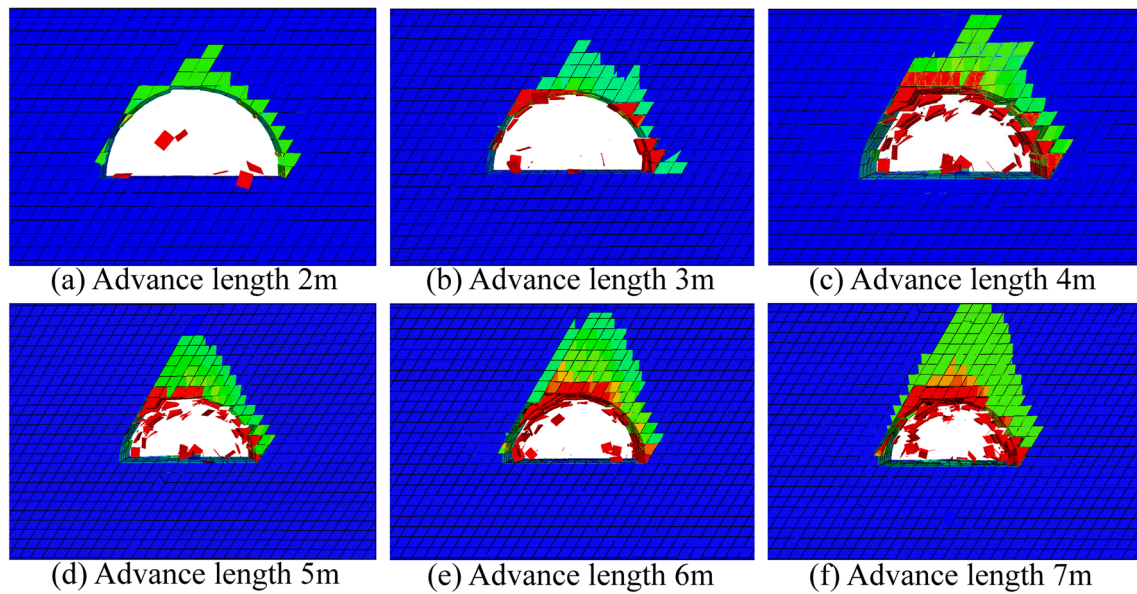 (a) Advance length 2m
(b) Advance length 3m
(c) Advance length 4m
(d) Advance length 5m
(e) Advance length 6m
(f) Advance length 7m